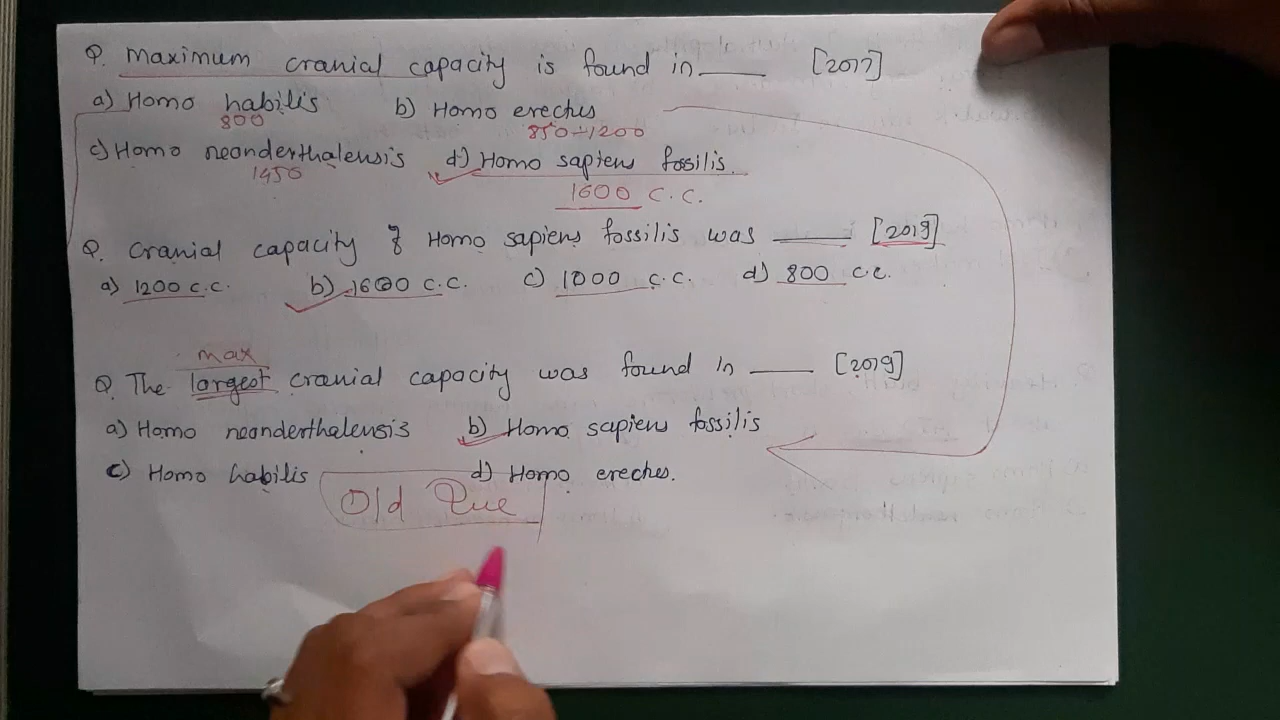 Q. Maximum cranial capacity is found in ____ [2017]
a) Homo habilis b) Homo erectus
800 850-1200
c) Homo neanderthalensis d) Homo sapiens fossilis.
1450
1600 c.c.
Q. Cranial capacity of Homo sapiens fossilis was ____ [2019]
a) 1200 c.c. b) 1600 c.c. c) 1000 c.c. d) 800 c.c.
max
Q. The largest cranial capacity was found in ____ [2019]
a) Homo neanderthalensis b) Homo sapiens fossilis
c) Homo habilis d) Homo erectus.
Old Que